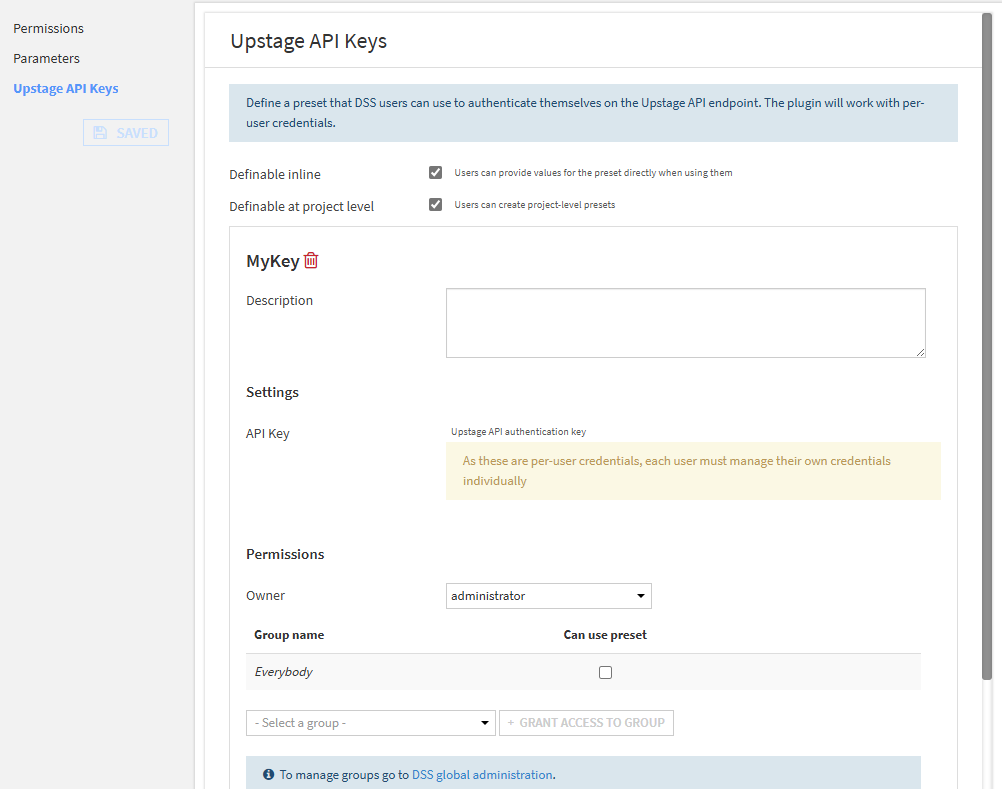 Permissions
Parameters
Upstage API Keys
SAVED
Upstage API Keys
Define a preset that DSS users can use to authenticate themselves on the Upstage API endpoint. The plugin will work with per-
user credentials.
Definable inline
Users can provide values for the preset directly when using them
Definable at project level
Users can create project-level presets
MyKey
Description
Settings
API Key
Upstage API authentication key
As these are per-user credentials, each user must manage their own credentials
individually
Permissions
Owner
administrator
Group name Can use preset
Everybody
- Select a group -
+ GRANT ACCESS TO GROUP
To manage groups go to DSS global administration.